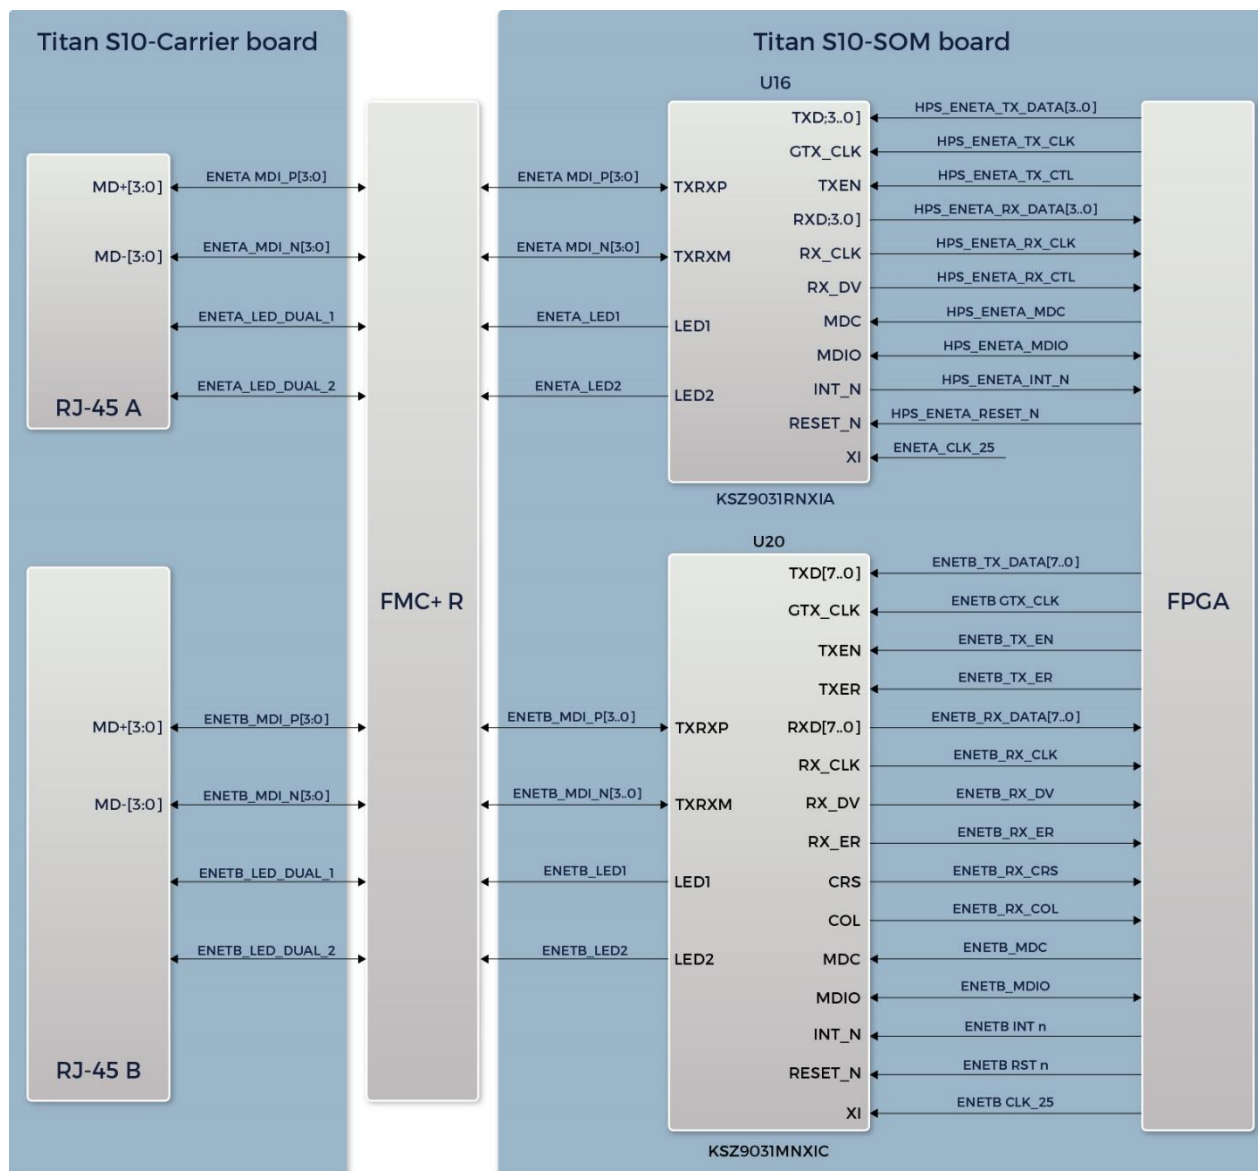 Titan S10-Carrier board
Titan S10-SOM board
U16
TXD;3..0]
HPS_ENETA_TX_DATA[3..0]
GTX_CLK
HPS_ENETA_TX_CLK
MD+[3:0]
ENETA MDI_P[3:0]
ENETA MDI_P[3:0]
TXRXP
TXEN
HPS_ENETA_TX_CTL
RXD;3.0]
HPS_ENETA_RX_DATA[3..0]
MD-[3:0]
ENETA_MDI_N[3:0]
ENETA MDI_N[3:0]
TXRXM
RX_CLK
HPS_ENETA_RX_CLK
RX_DV
HPS_ENETA_RX_CTL
ENETA_LED_DUAL_1
ENETA_LED1
LED1
MDC
HPS_ENETA_MDC
MDIO
HPS_ENETA_MDIO
ENETA_LED_DUAL_2
ENETA_LED2
LED2
INT_N
HPS_ENETA_INT_N
RJ-45 A
RESET_N
HPS_ENETA_RESET_N
XI
ENETA_CLK_25
KSZ9031RNXIA
U20
TXD[7..0]
ENETB_TX_DATA[7..0]
FMC+ R
GTX_CLK
ENETB GTX_CLK
FPGA
TXEN
ENETB_TX_EN
TXER
ENETB_TX_ER
MD+[3:0]
ENETB_MDI_P[3:0]
ENETB_MDI_P[3..0]
TXRXP
RXD[7..0]
ENETB_RX_DATA[7..0]
RX_CLK
ENETB_RX_CLK
MD-[3:0]
ENETB_MDI_N[3:0]
ENETB_MDI_N[3..0]
TXRXM
RX_DV
ENETB_RX_DV
RX_ER
ENETB_RX_ER
ENETB_LED_DUAL_1
ENETB_LED1
LED1
CRS
ENETB_RX_CRS
COL
ENETB_RX_COL
ENETB_LED_DUAL_2
ENETB_LED2
LED2
MDC
ENETB_MDC
MDIO
ENETB_MDIO
INT_N
ENETB INT n
RJ-45 B
RESET_N
ENETB RST n
XI
ENETB CLK_25
KSZ9031MNXIC